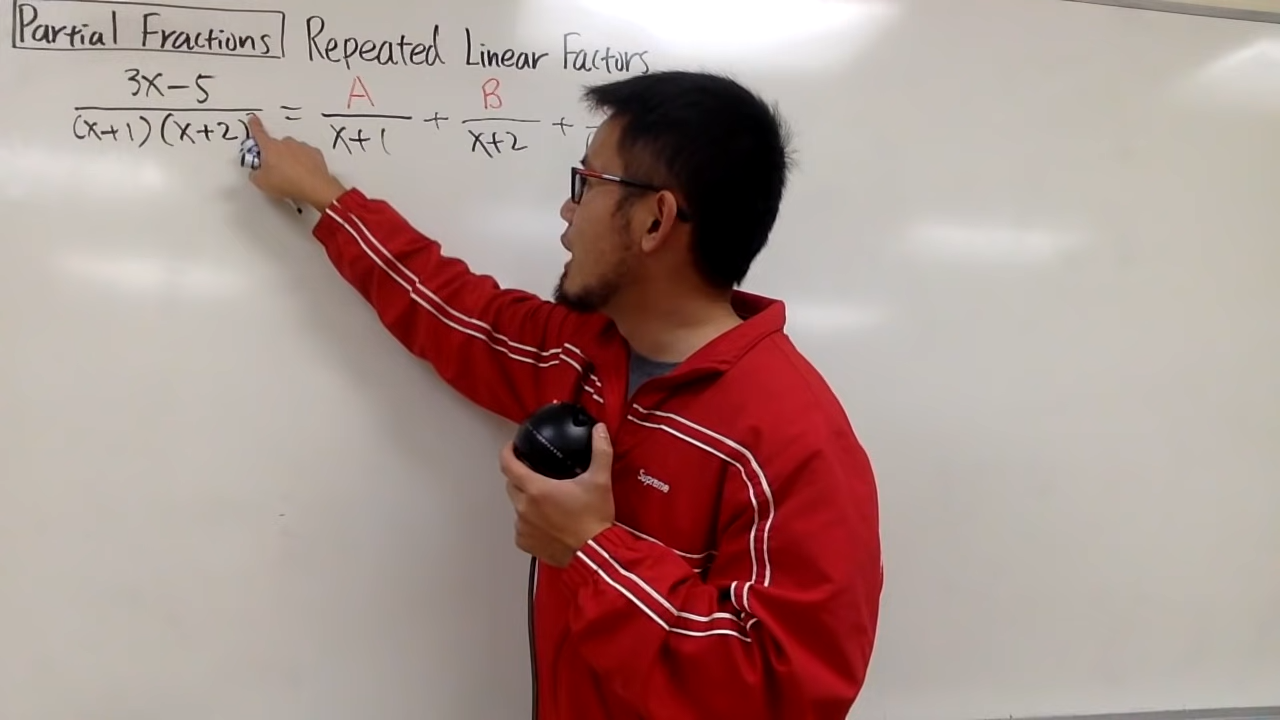 Partial Fractions Repeated Linear Factors
3x-5 / (x+1)(x+2) = A / x+1 + B / x+2 +
Supreme